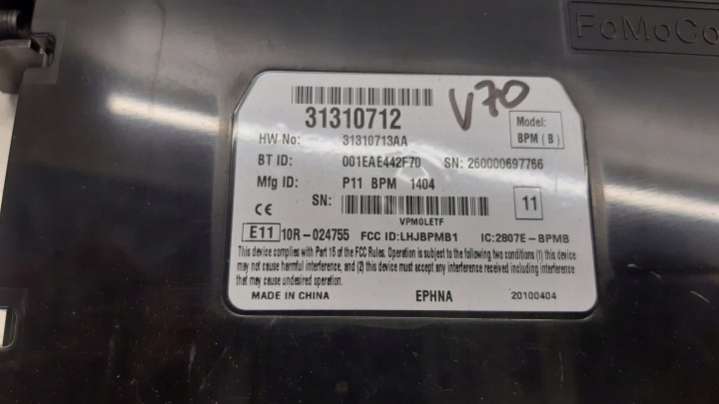 FoMoCo
31310712
V70
Model:
BPM (B)
HW No: 31310713AA
BT ID: 001EAE442F70 SN: 260000697766
Mfg ID: P11 BPM 1404
SN:
11
VPM0LETF
CE
E11 10R-024755 FCC ID:LHJBPMB1 IC:2807E-BPMB
This device complies with Part 15 of the FCC Rules. Operation is subject to the following two conditions (1) this device
may not cause harmful interference, and (2) this device must accept any interference received including interference
that may cause undesired operation.
MADE IN CHINA EPHNA 20100404